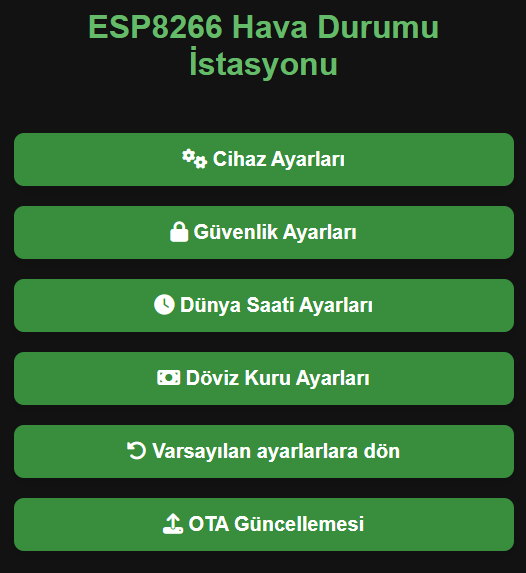 ESP8266 Hava Durumu
İstasyonu
Cihaz Ayarları
Güvenlik Ayarları
Dünya Saati Ayarları
Döviz Kuru Ayarları
Varsayılan ayarlarlara dön
OTA Güncellemesi